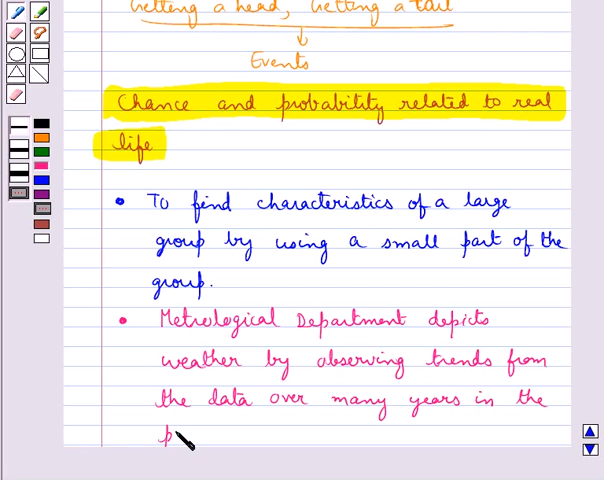 Getting a head, Getting a tail
Events
Chance and probability related to real
life
• To find characteristics of a large
group by using a small part of the
group.
• Metrological Department depicts
weather by observing trends from
the data over many years in the
p